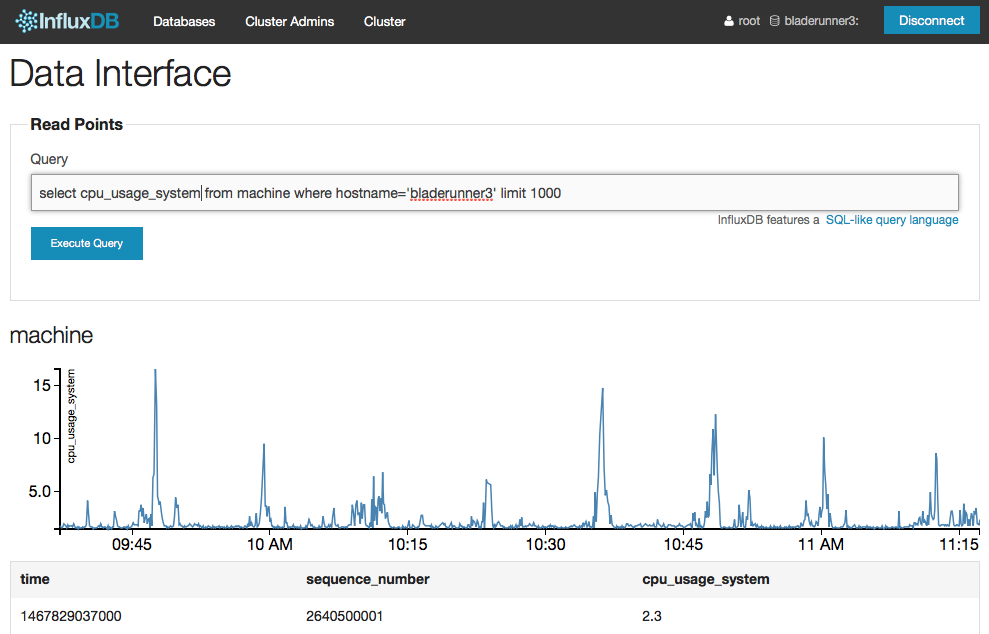 InfluxDB Databases Cluster Admins Cluster root bladerunner3: Disconnect
Data Interface
Read Points
Query
select cpu_usage_system from machine where hostname='bladerunner3' limit 1000
InfluxDB features a SQL-like query language
Execute Query
machine
cpu_usage_system
15
10
5.0
09:45 10 AM 10:15 10:30 10:45 11 AM 11:15
time sequence_number cpu_usage_system
1467829037000 2640500001 2.3